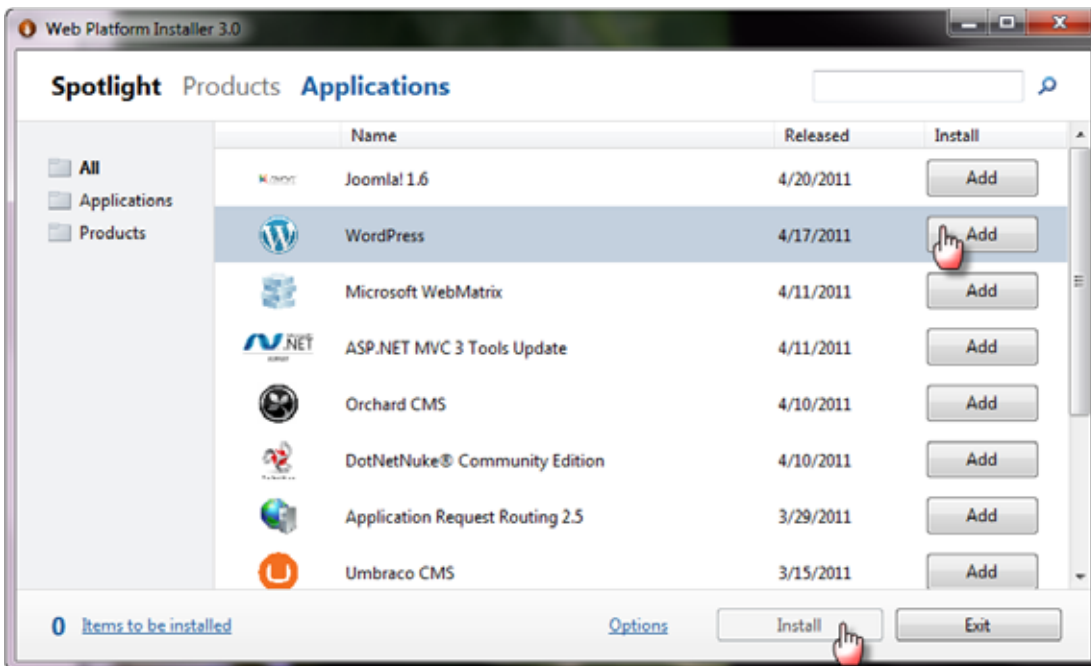 Web Platform Installer 3.0
Spotlight Products Applications
Name Released Install
All
Applications
Products
Joomla! 1.6 4/20/2011 Add
WordPress 4/17/2011 Add
Microsoft WebMatrix 4/11/2011 Add
.NET ASP.NET MVC 3 Tools Update 4/11/2011 Add
Orchard CMS 4/10/2011 Add
DotNetNuke® Community Edition 4/10/2011 Add
Application Request Routing 2.5 3/29/2011 Add
Umbraco CMS 3/15/2011 Add
0 Items to be installed Options Install Exit